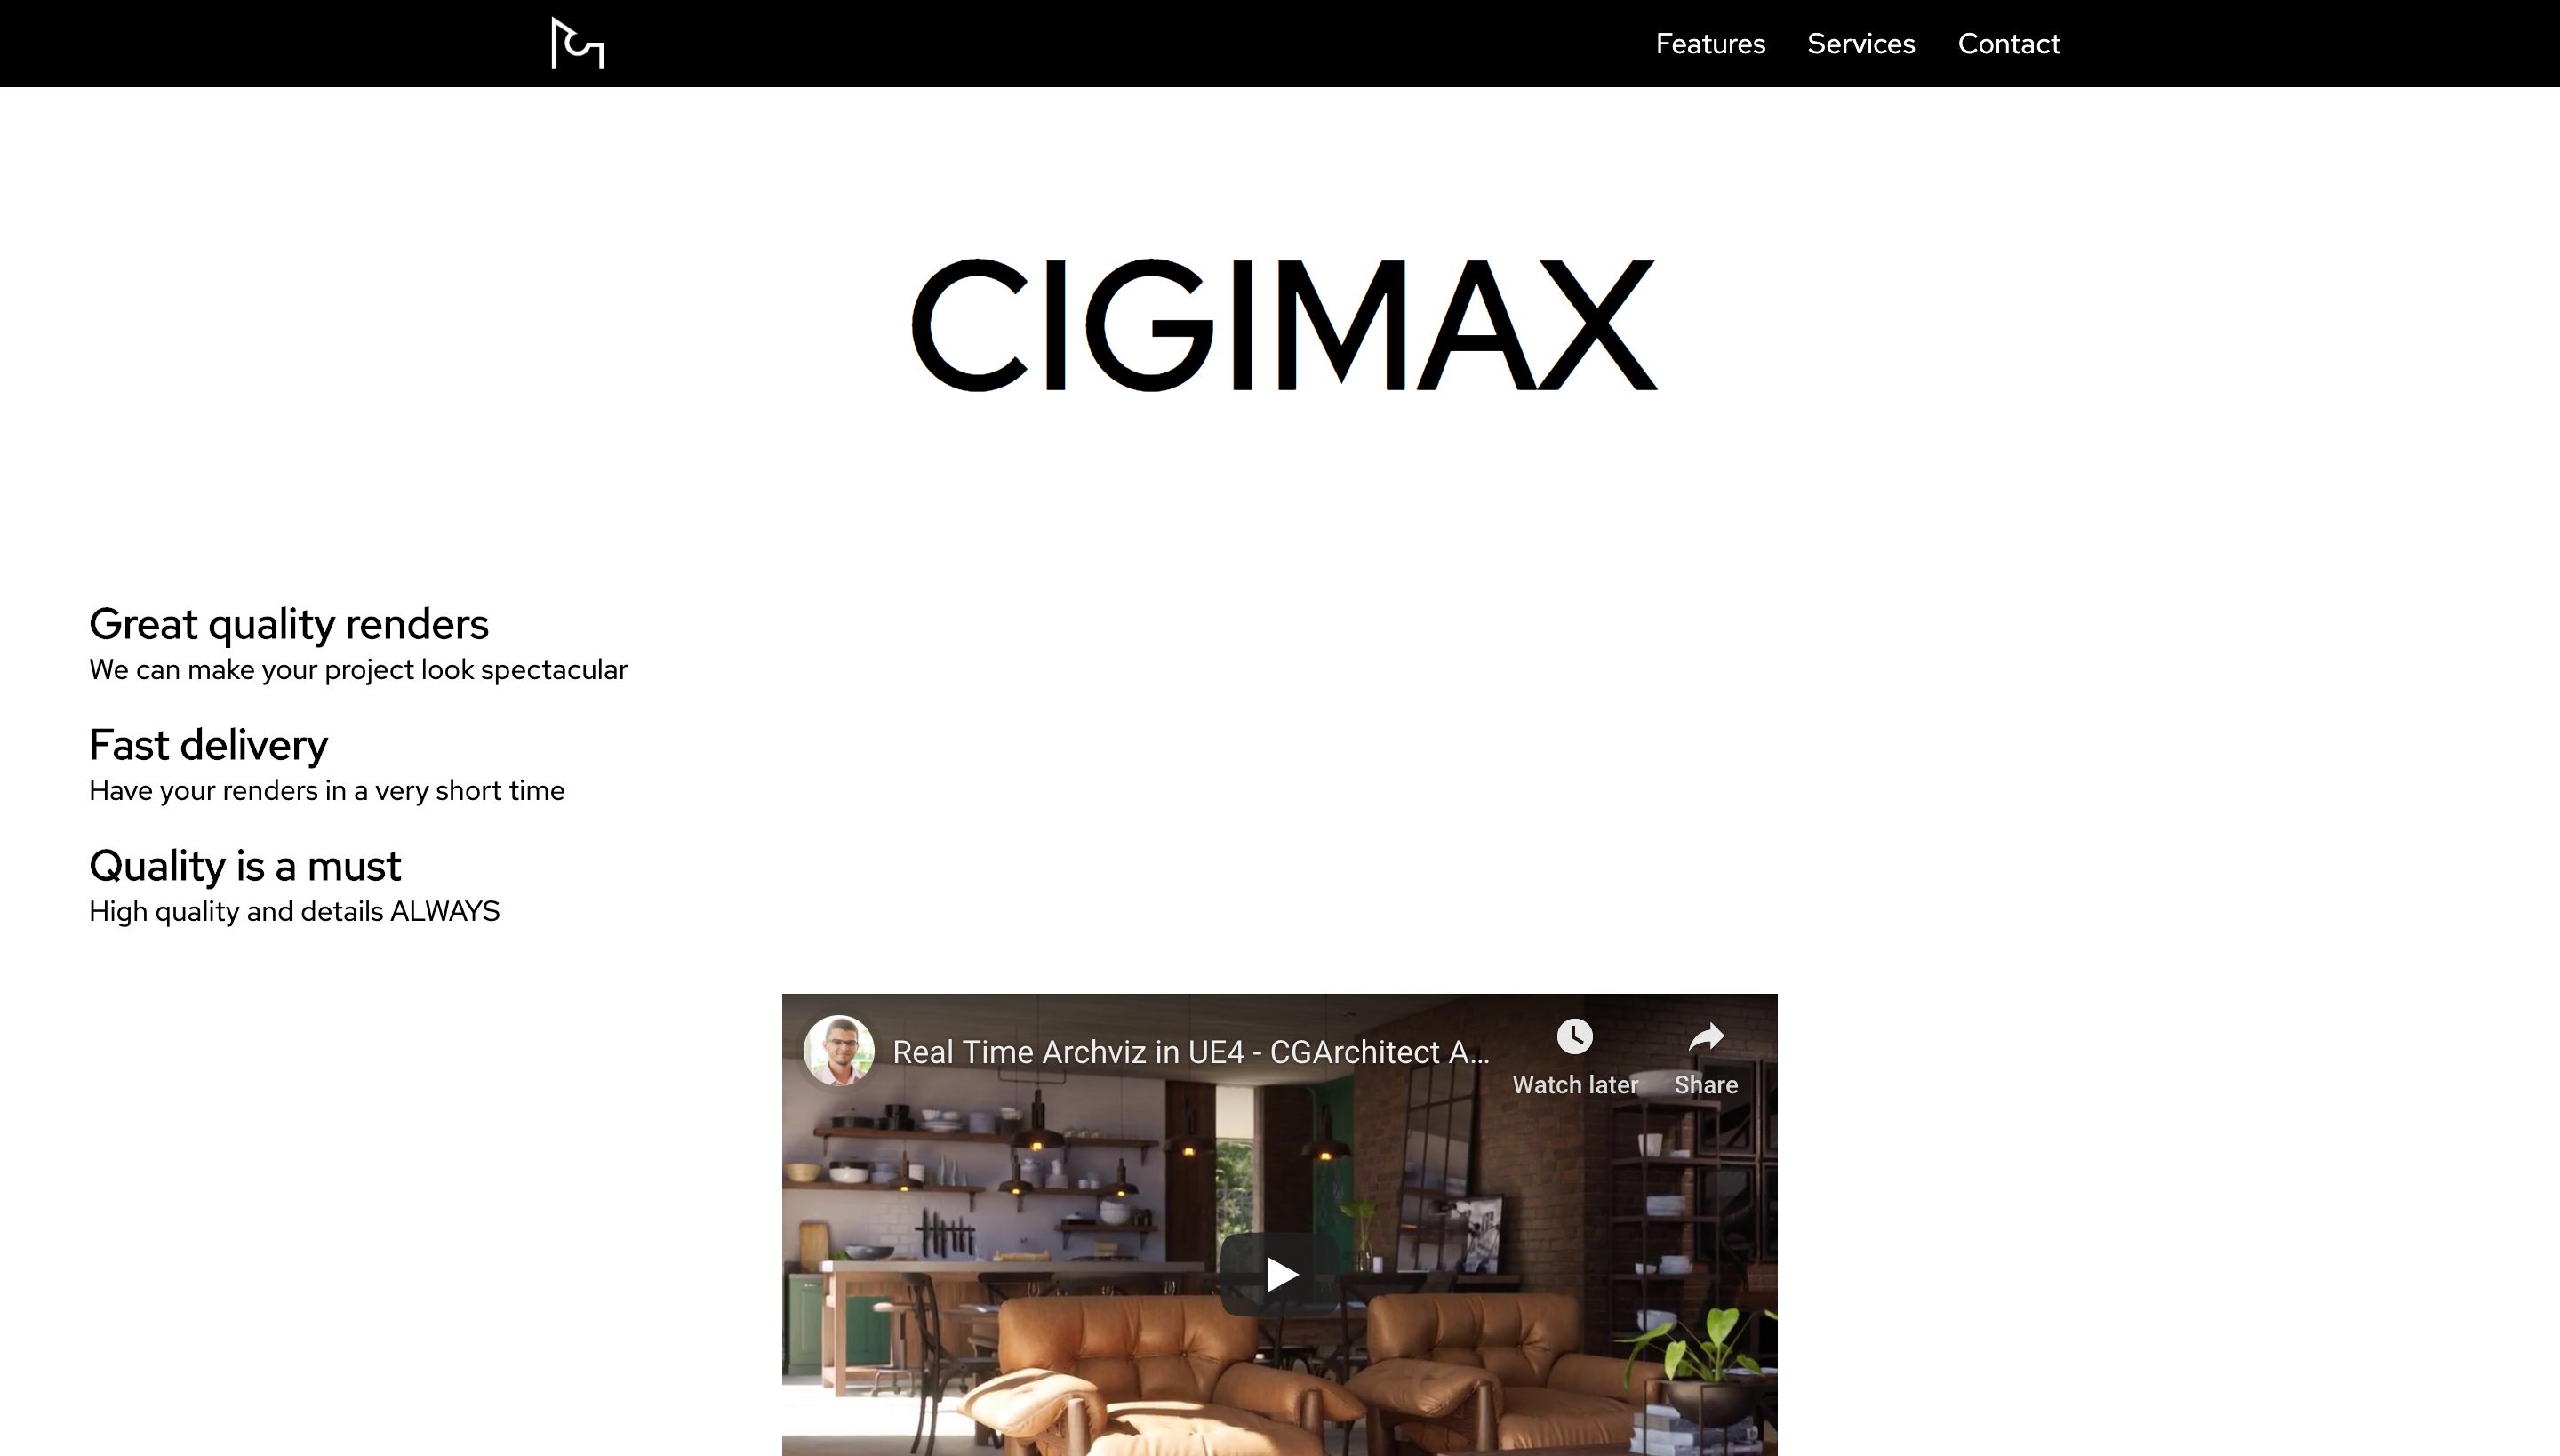 Features Services Contact
CIGIMAX
Great quality renders
We can make your project look spectacular
Fast delivery
Have your renders in a very short time
Quality is a must
High quality and details ALWAYS
Real Time Archviz in UE4 - CGArchitect A...
Watch later Share